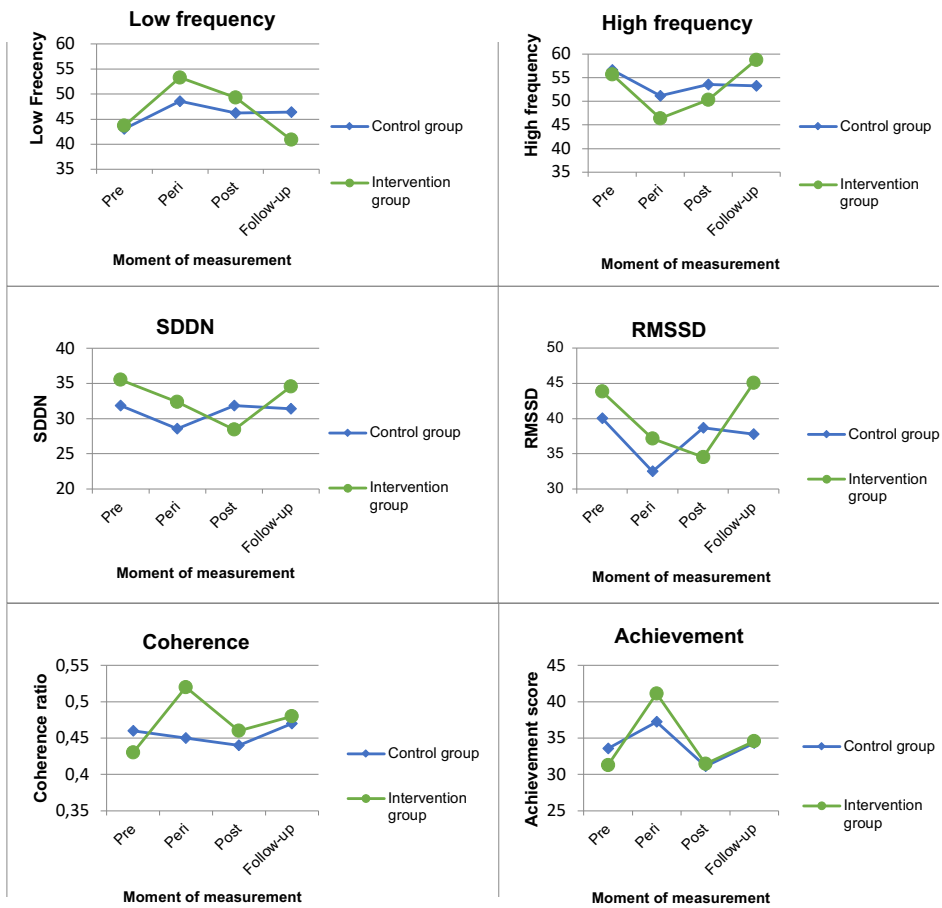 Low frequency
Low Frecency
60
55
50
45
40
35
Pre
Peri
Post
Follow-up
Moment of measurement
Control group
Intervention
group
High frequency
High frequency
60
55
50
45
40
35
Pre
Peri
Post
Follow-up
Moment of measurement
Control group
Intervention
group
SDDN
SDDN
40
35
30
25
20
Pre
Peri
Post
Follow-up
Moment of measurement
Control group
Intervention
group
RMSSD
RMSSD
50
45
40
35
30
Pre
Peri
Post
Follow-up
Moment of measurement
Control group
Intervention
group
Coherence
Coherence ratio
0,55
0,5
0,45
0,4
0,35
Pre
Peri
Post
Follow-up
Moment of measurement
Control group
Intervention
group
Achievement
Achievement score
45
40
35
30
25
Pre
Peri
Post
Follow-up
Moment of measurement
Control group
Intervention
group